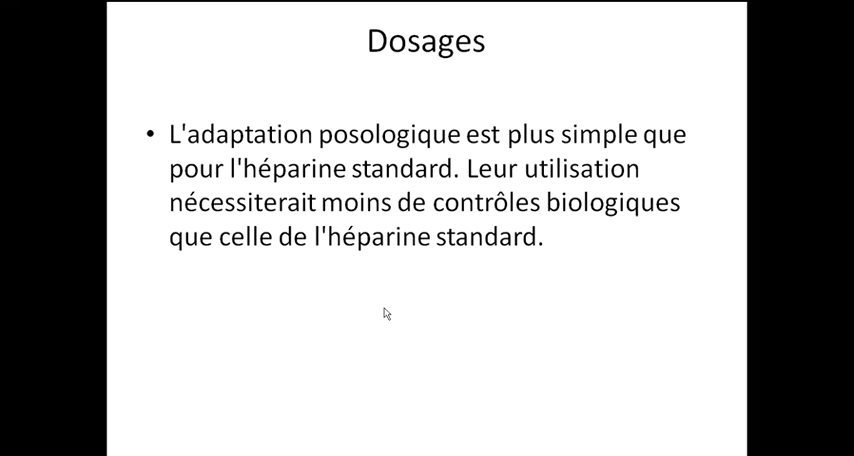 Dosages
• L'adaptation posologique est plus simple que
pour l'héparine standard. Leur utilisation
nécessiterait moins de contrôles biologiques
que celle de l'héparine standard.